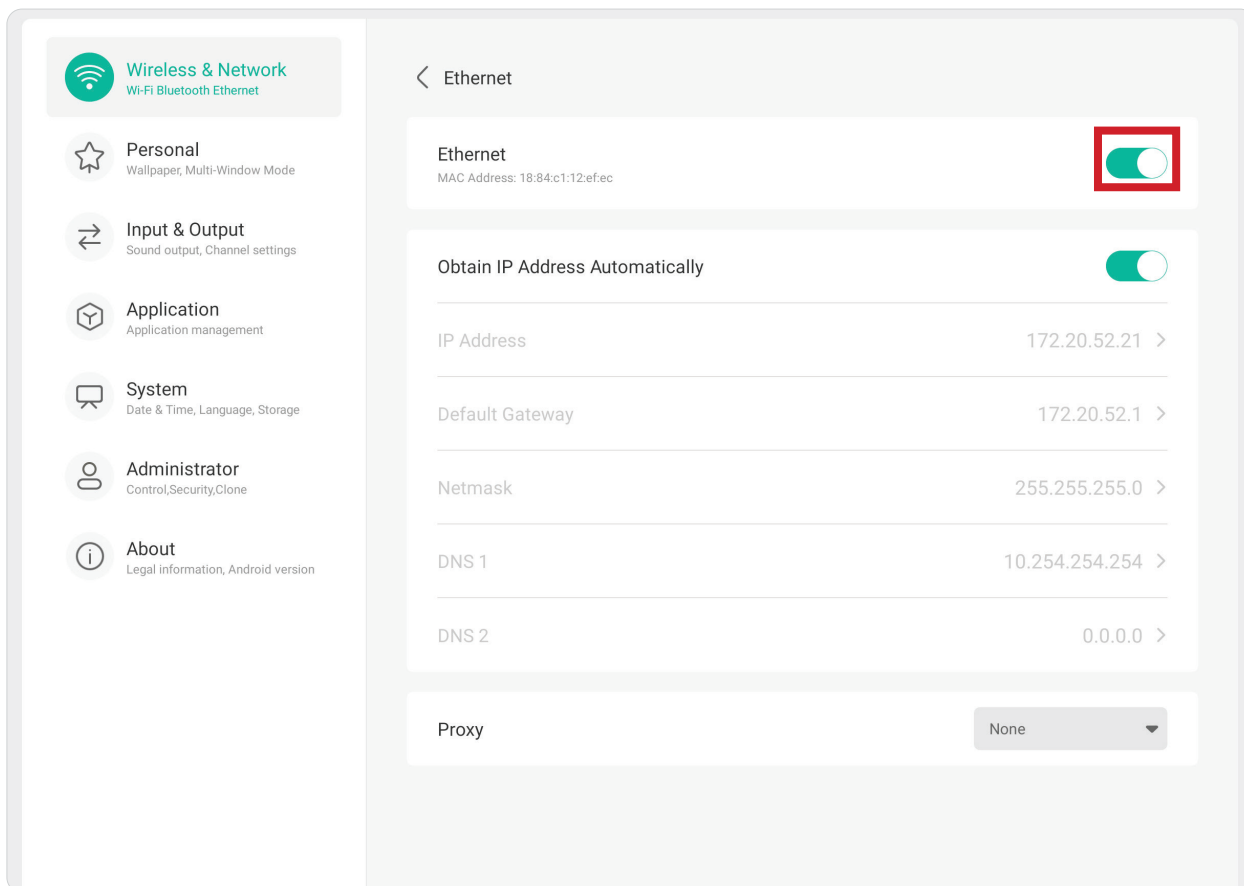 Wireless & Network
Wi-Fi Bluetooth Ethernet
Personal
Wallpaper, Multi-Window Mode
Input & Output
Sound output, Channel settings
Application
Application management
System
Date & Time, Language, Storage
Administrator
Control,Security,Clone
About
Legal information, Android version
Ethernet
Ethernet
MAC Address: 18:84:c1:12:ef:ec
Obtain IP Address Automatically
IP Address 172.20.52.21
Default Gateway 172.20.52.1
Netmask 255.255.255.0
DNS 1 10.254.254.254
DNS 2 0.0.0.0
Proxy None